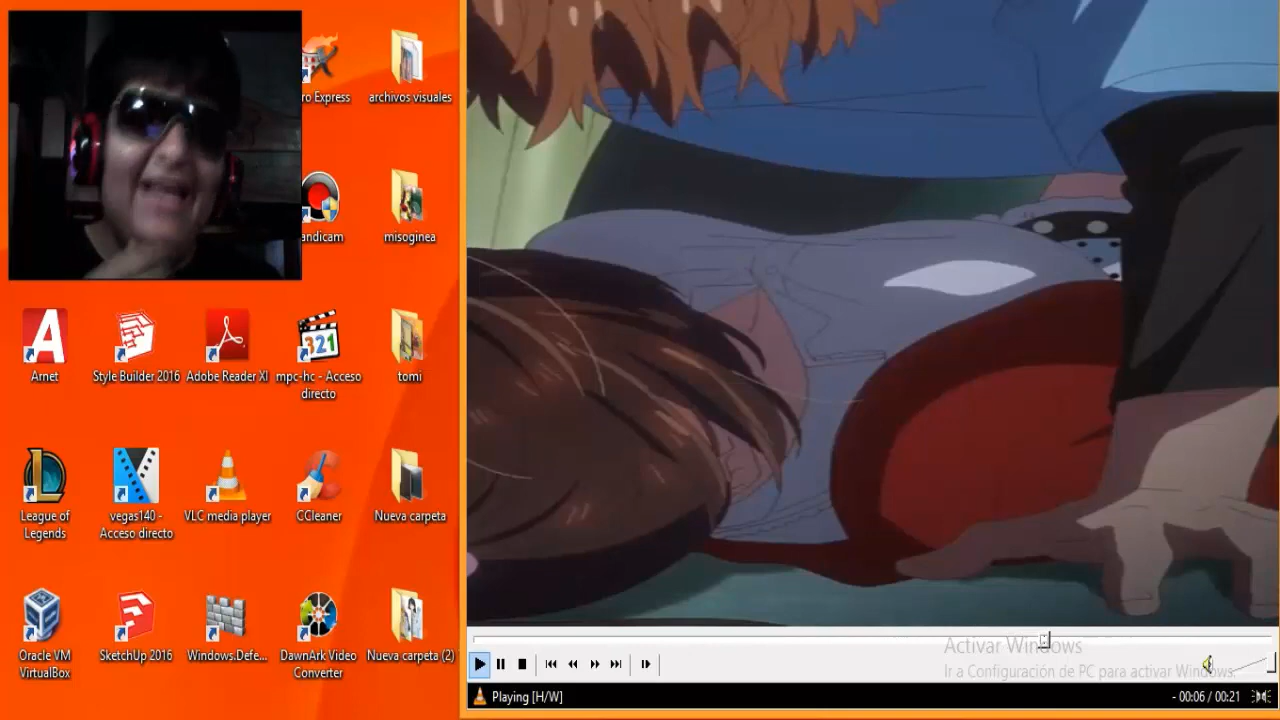 ro Express
archivos visuales
andicam
misoginea
Arnet
Style Builder 2016
Adobe Reader XI
mpc-hc - Acceso
directo
321
tomi
League of
Legends
vegas140 -
Acceso directo
VLC media player
CCleaner
Nueva carpeta
Oracle VM
VirtualBox
SketchUp 2016
Windows.Defe...
DawnArk Video
Converter
Nueva carpeta (2)
Activar Windows
Ir a Configuración de PC para activar Windows.
Playing [H/W]
- 00:06 / 00:21